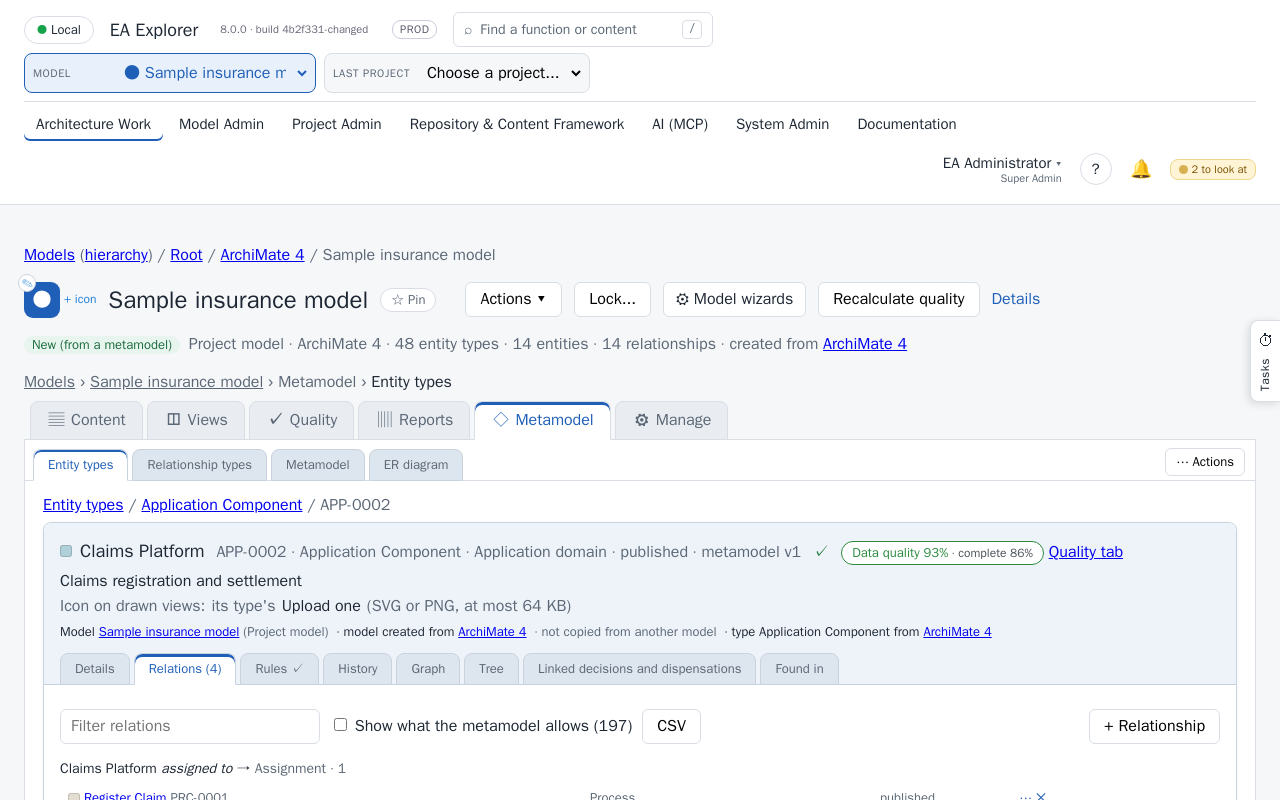 Local EA Explorer 8.0.0 · build 4b2f331-changed PROD Find a function or content /
MODEL Sample insurance m LAST PROJECT Choose a project...
Architecture Work Model Admin Project Admin Repository & Content Framework AI (MCP) System Admin Documentation
EA Administrator ▾ ? 2 to look at
Super Admin
Models (hierarchy) / Root / ArchiMate 4 / Sample insurance model
+ icon Sample insurance model ☆ Pin Actions ▾ Lock... ⚙ Model wizards Recalculate quality Details
New (from a metamodel) Project model · ArchiMate 4 · 48 entity types · 14 entities · 14 relationships · created from ArchiMate 4
Tasks
Models › Sample insurance model › Metamodel › Entity types
Content Views ✓ Quality Reports ◇ Metamodel ⚙ Manage
Entity types Relationship types Metamodel ER diagram ··· Actions
Entity types / Application Component / APP-0002
Claims Platform APP-0002 · Application Component · Application domain · published · metamodel v1 ✓ Data quality 93% · complete 86% Quality tab
Claims registration and settlement
Icon on drawn views: its type's Upload one (SVG or PNG, at most 64 KB)
Model Sample insurance model (Project model) · model created from ArchiMate 4 · not copied from another model · type Application Component from ArchiMate 4
Details Relations (4) Rules ✓ History Graph Tree Linked decisions and dispensations Found in
Filter relations Show what the metamodel allows (197) CSV + Relationship
Claims Platform assigned to → Assignment · 1
Register Claim PRC-0001 Process published ··· ✕